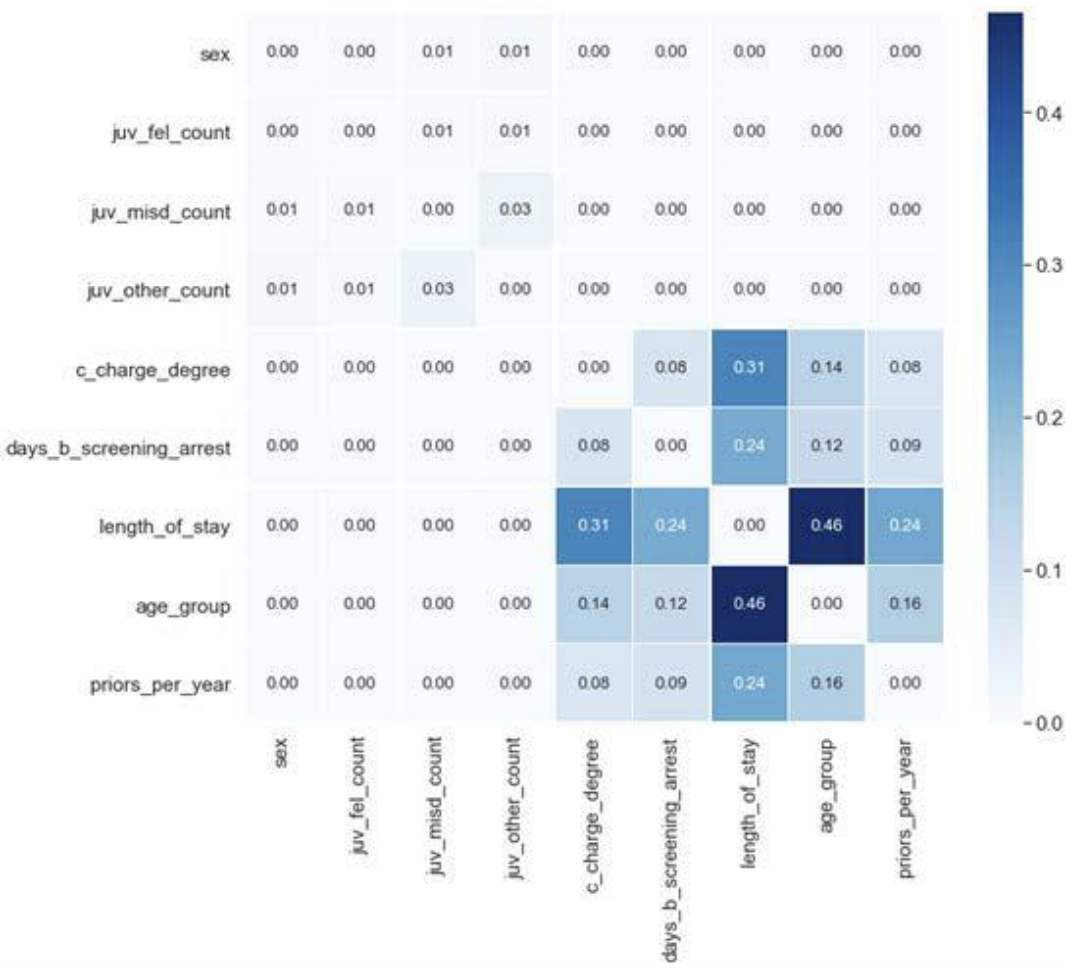 sex 0.00 0.00 0.01 0.01 0.00 0.00 0.00 0.00 0.00
juv_fel_count 0.00 0.00 0.01 0.01 0.00 0.00 0.00 0.00 0.00
juv_misd_count 0.01 0.01 0.00 0.03 0.00 0.00 0.00 0.00 0.00
juv_other_count 0.01 0.01 0.03 0.00 0.00 0.00 0.00 0.00 0.00
c_charge_degree 0.00 0.00 0.00 0.00 0.00 0.08 0.31 0.14 0.08
days_b_screening_arrest 0.00 0.00 0.00 0.00 0.08 0.00 0.24 0.12 0.09
length_of_stay 0.00 0.00 0.00 0.00 0.31 0.24 0.00 0.46 0.24
age_group 0.00 0.00 0.00 0.00 0.14 0.12 0.46 0.00 0.16
priors_per_year 0.00 0.00 0.00 0.00 0.08 0.09 0.24 0.16 0.00
sex
juv_fel_count
juv_misd_count
juv_other_count
c_charge_degree
days_b_screening_arrest
length_of_stay
age_group
priors_per_year
0.4
0.3
0.2
0.1
0.0